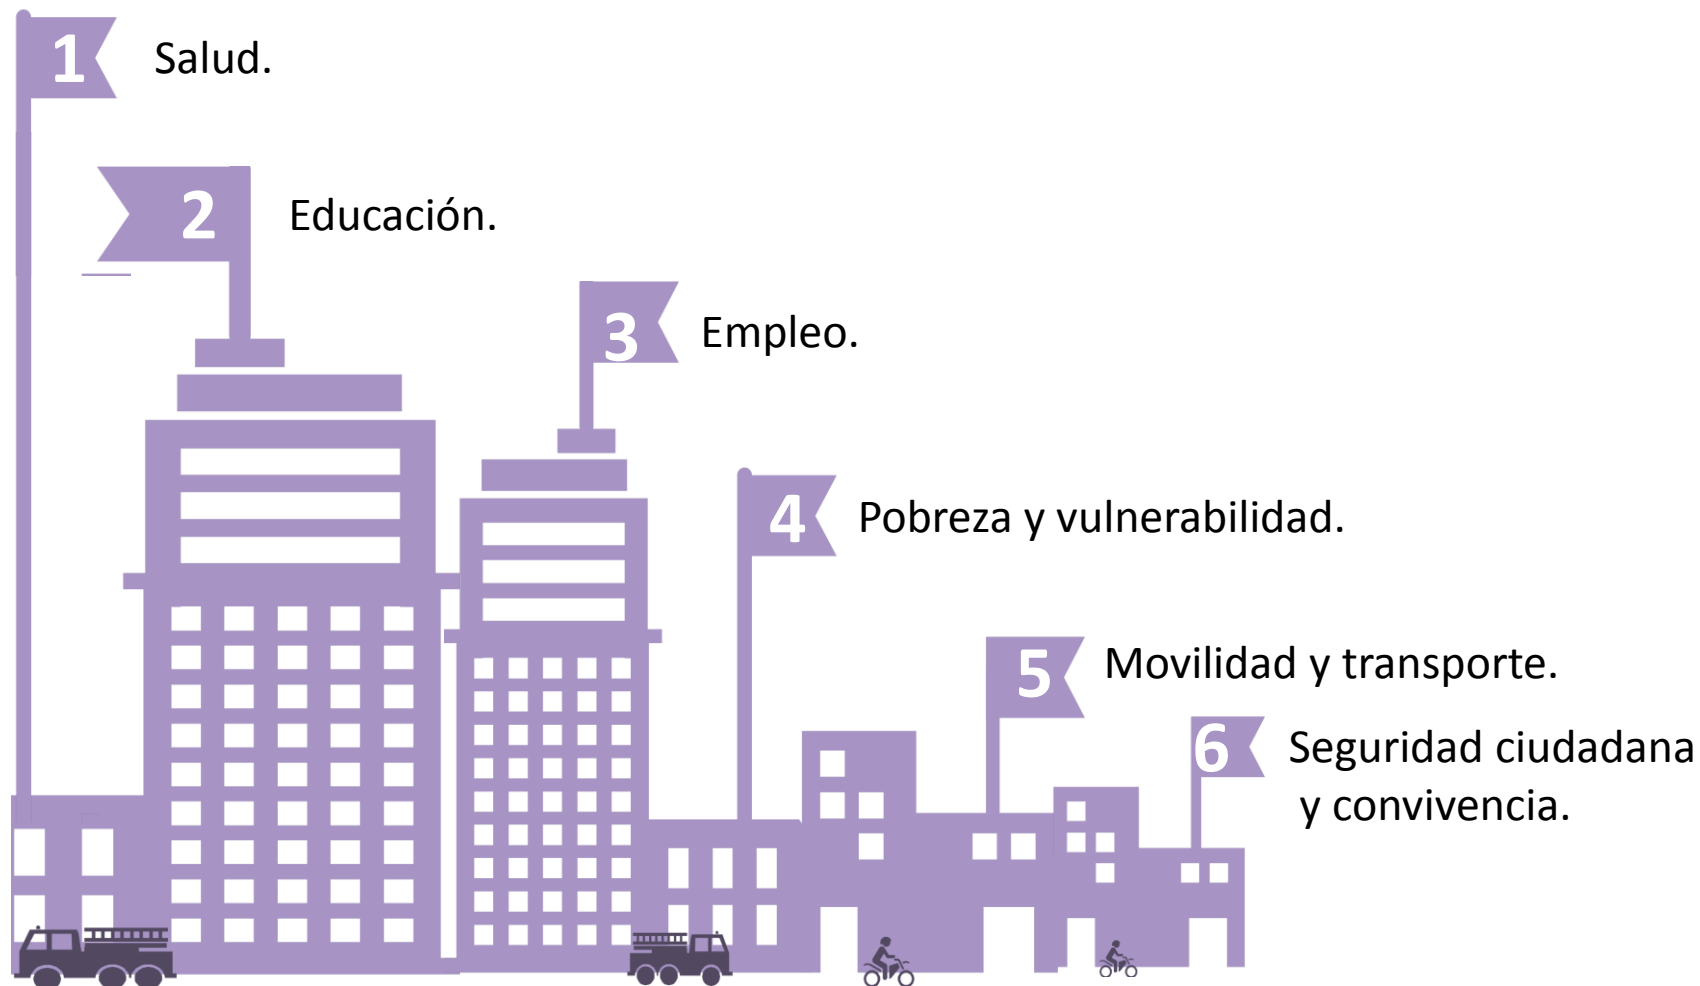 1 Salud.
2 Educación.
3 Empleo.
4 Pobreza y vulnerabilidad.
5 Movilidad y transporte.
6 Seguridad ciudadana
y convivencia.